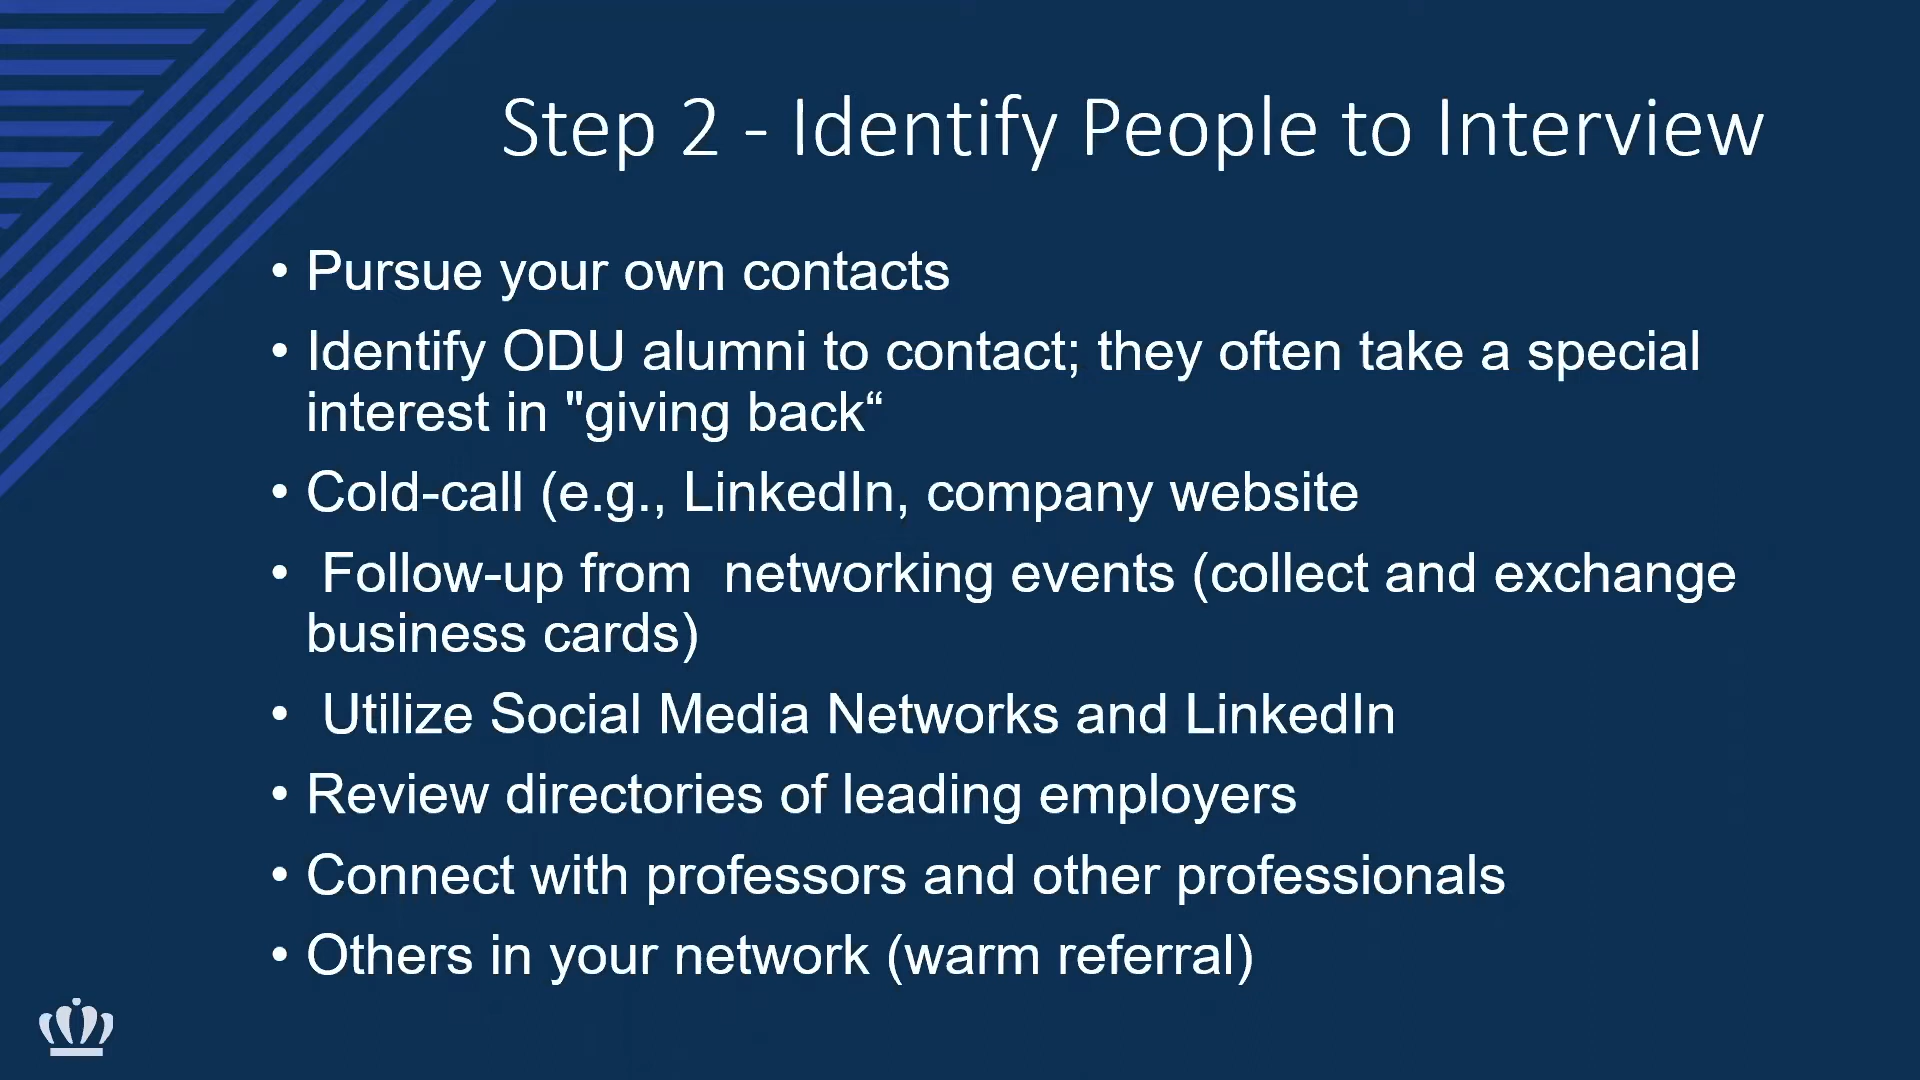 Step 2 - Identify People to Interview
• Pursue your own contacts
• Identify ODU alumni to contact; they often take a special
interest in "giving back“
• Cold-call (e.g., LinkedIn, company website
•  Follow-up from  networking events (collect and exchange
business cards)
•  Utilize Social Media Networks and LinkedIn
• Review directories of leading employers
• Connect with professors and other professionals
• Others in your network (warm referral)